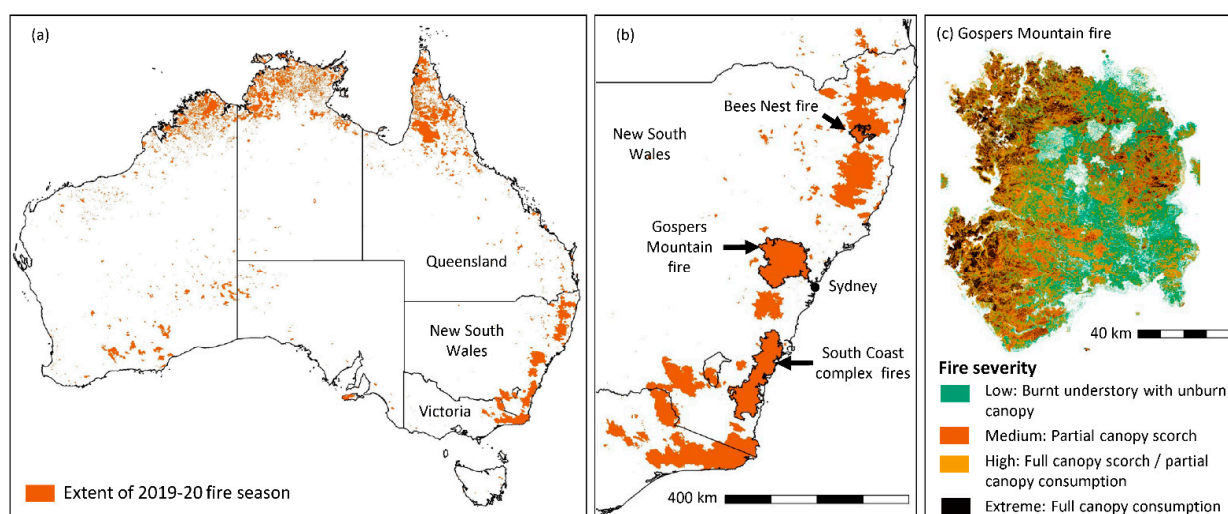 (a)
Queensland
New South
Wales
Victoria
Extent of 2019-20 fire season
(b)
Bees Nest fire
New South
Wales
Gospers
Mountain
fire
Sydney
South Coast
complex fires
400 km
(c) Gospers Mountain fire
40 km
Fire severity
Low: Burnt understory with unburn
canopy
Medium: Partial canopy scorch
High: Full canopy scorch / partial
canopy consumption
Extreme: Full canopy consumption